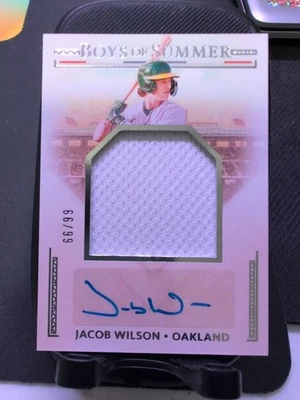 BOYS OF SUMMER
66/99
JACOB WILSON • OAKLAND